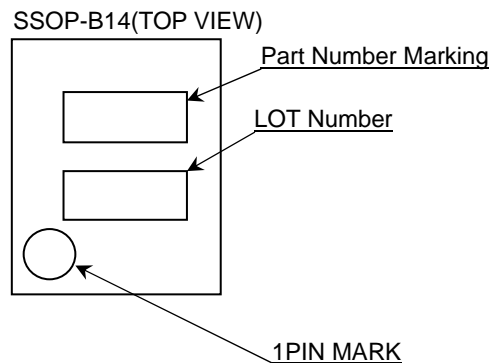 SSOP-B14(TOP VIEW)
Part Number Marking
LOT Number
1PIN MARK